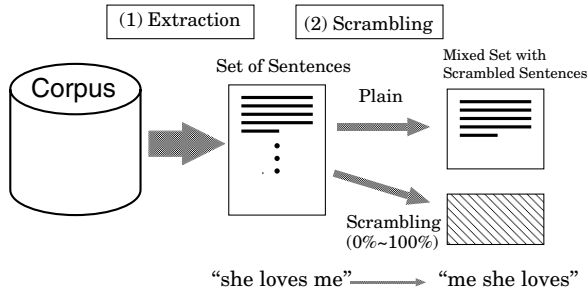 (1) Extraction
(2) Scrambling
Corpus
Set of Sentences
Mixed Set with
Scrambled Sentences
Plain
Scrambling
(0%~100%)
“she loves me”
“me she loves”